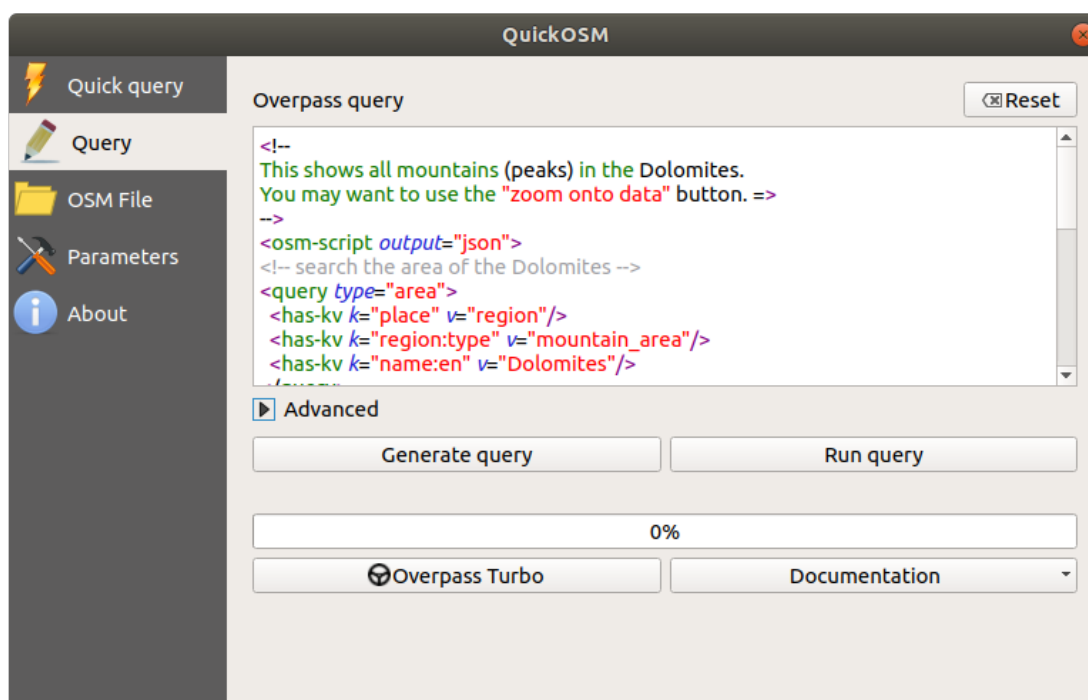 QuickOSM
Quick query
Query
OSM File
Parameters
About
Overpass query
Reset
<!--
This shows all mountains (peaks) in the Dolomites.
You may want to use the "zoom onto data" button. =>
-->
<osm-script output="json">
<!-- search the area of the Dolomites -->
<query type="area">
<has-kv k="place" v="region"/>
<has-kv k="region:type" v="mountain_area"/>
<has-kv k="name:en" v="Dolomites"/>
Advanced
Generate query
Run query
0%
Overpass Turbo
Documentation